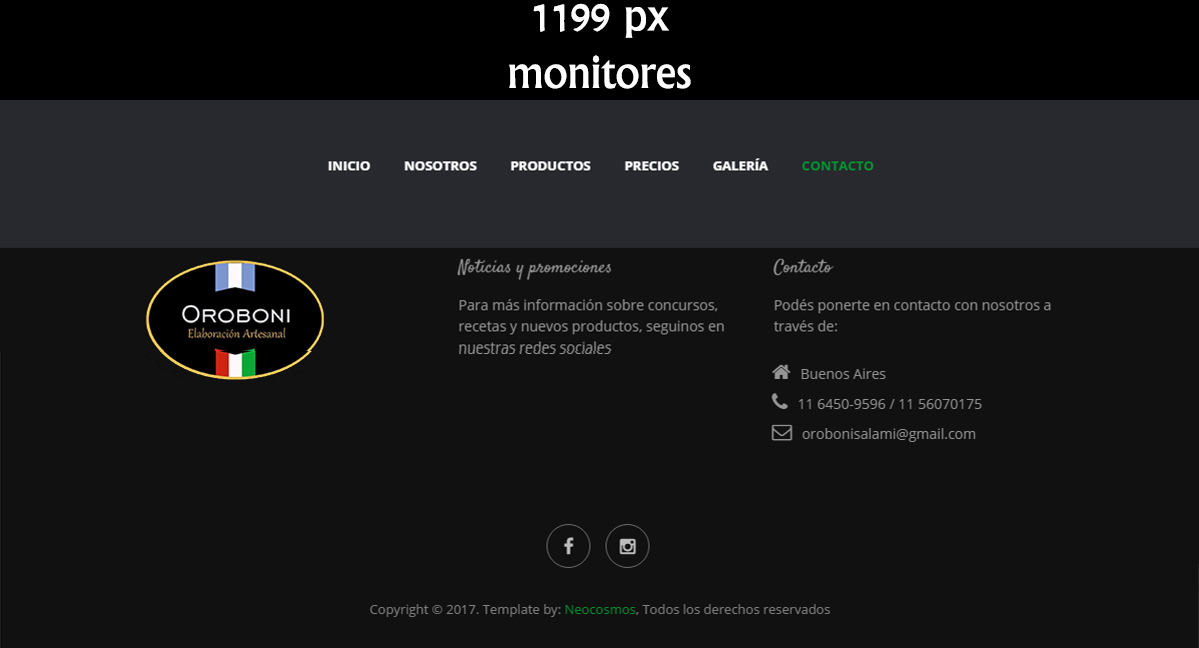 1199 px
monitores
INICIO NOSOTROS PRODUCTOS PRECIOS GALERÍA CONTACTO
OROBONI
Elaboración Artesanal
Noticias y promociones
Para más información sobre concursos,
recetas y nuevos productos, seguinos en
nuestras redes sociales
Contacto
Podés ponerte en contacto con nosotros a
través de:
Buenos Aires
11 6450-9596 / 11 56070175
orobonisalami@gmail.com
Copyright © 2017. Template by: Neocosmos, Todos los derechos reservados